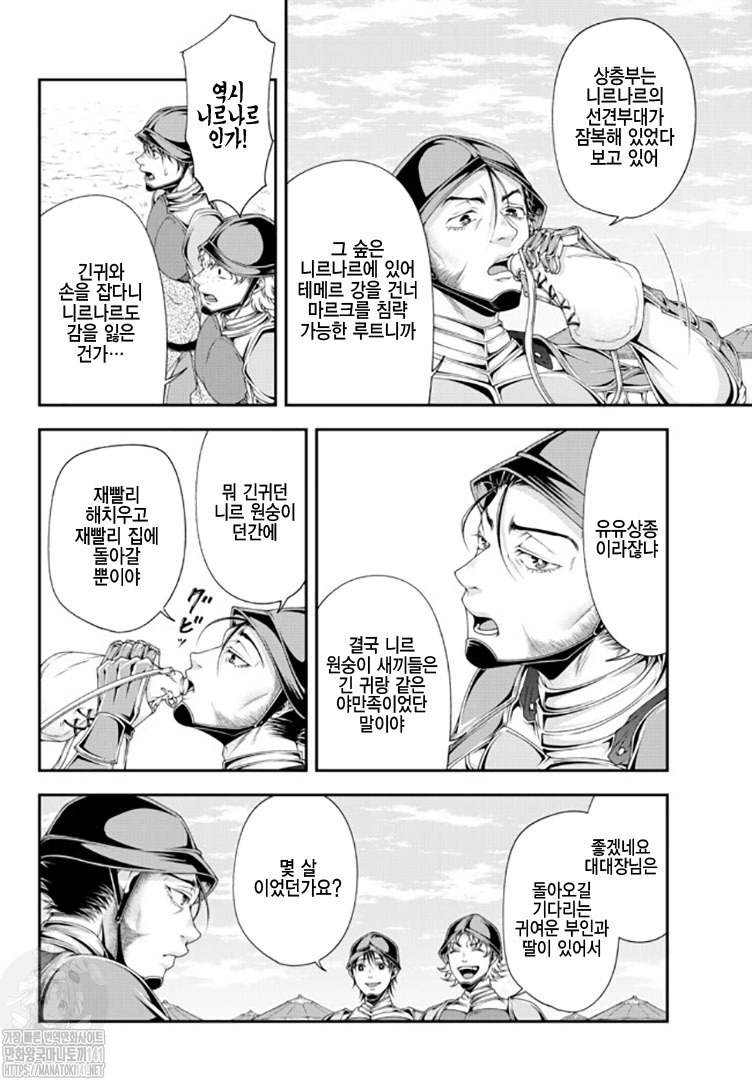 상층부는
니르나르의
선견부대가
잠복해 있었다
보고 있어
그 숲은
니르나르에 있어
테메르 강을 건너
마르크를 침략
가능한 루트니까
역시
니르나르
인가!
긴귀와
손을 잡다니
니르나르도
감을 잃은
건가…
유유상종
이라잖냐
결국 니르
원숭이 새끼들은
긴 귀랑 같은
야만족이었단
말이야
뭐 긴귀던
니르 원숭이
던간에
재빨리
해치우고
재빨리 집에
돌아갈
뿐이야
グビッ
좋겠네요
대대장님은
돌아오길
기다리는
귀여운 부인과
딸이 있어서
몇 살
이었던가요?
가장 빠른 번역만화사이트
만화왕국마나토끼141
HTTPS://MANATOKI141.NET